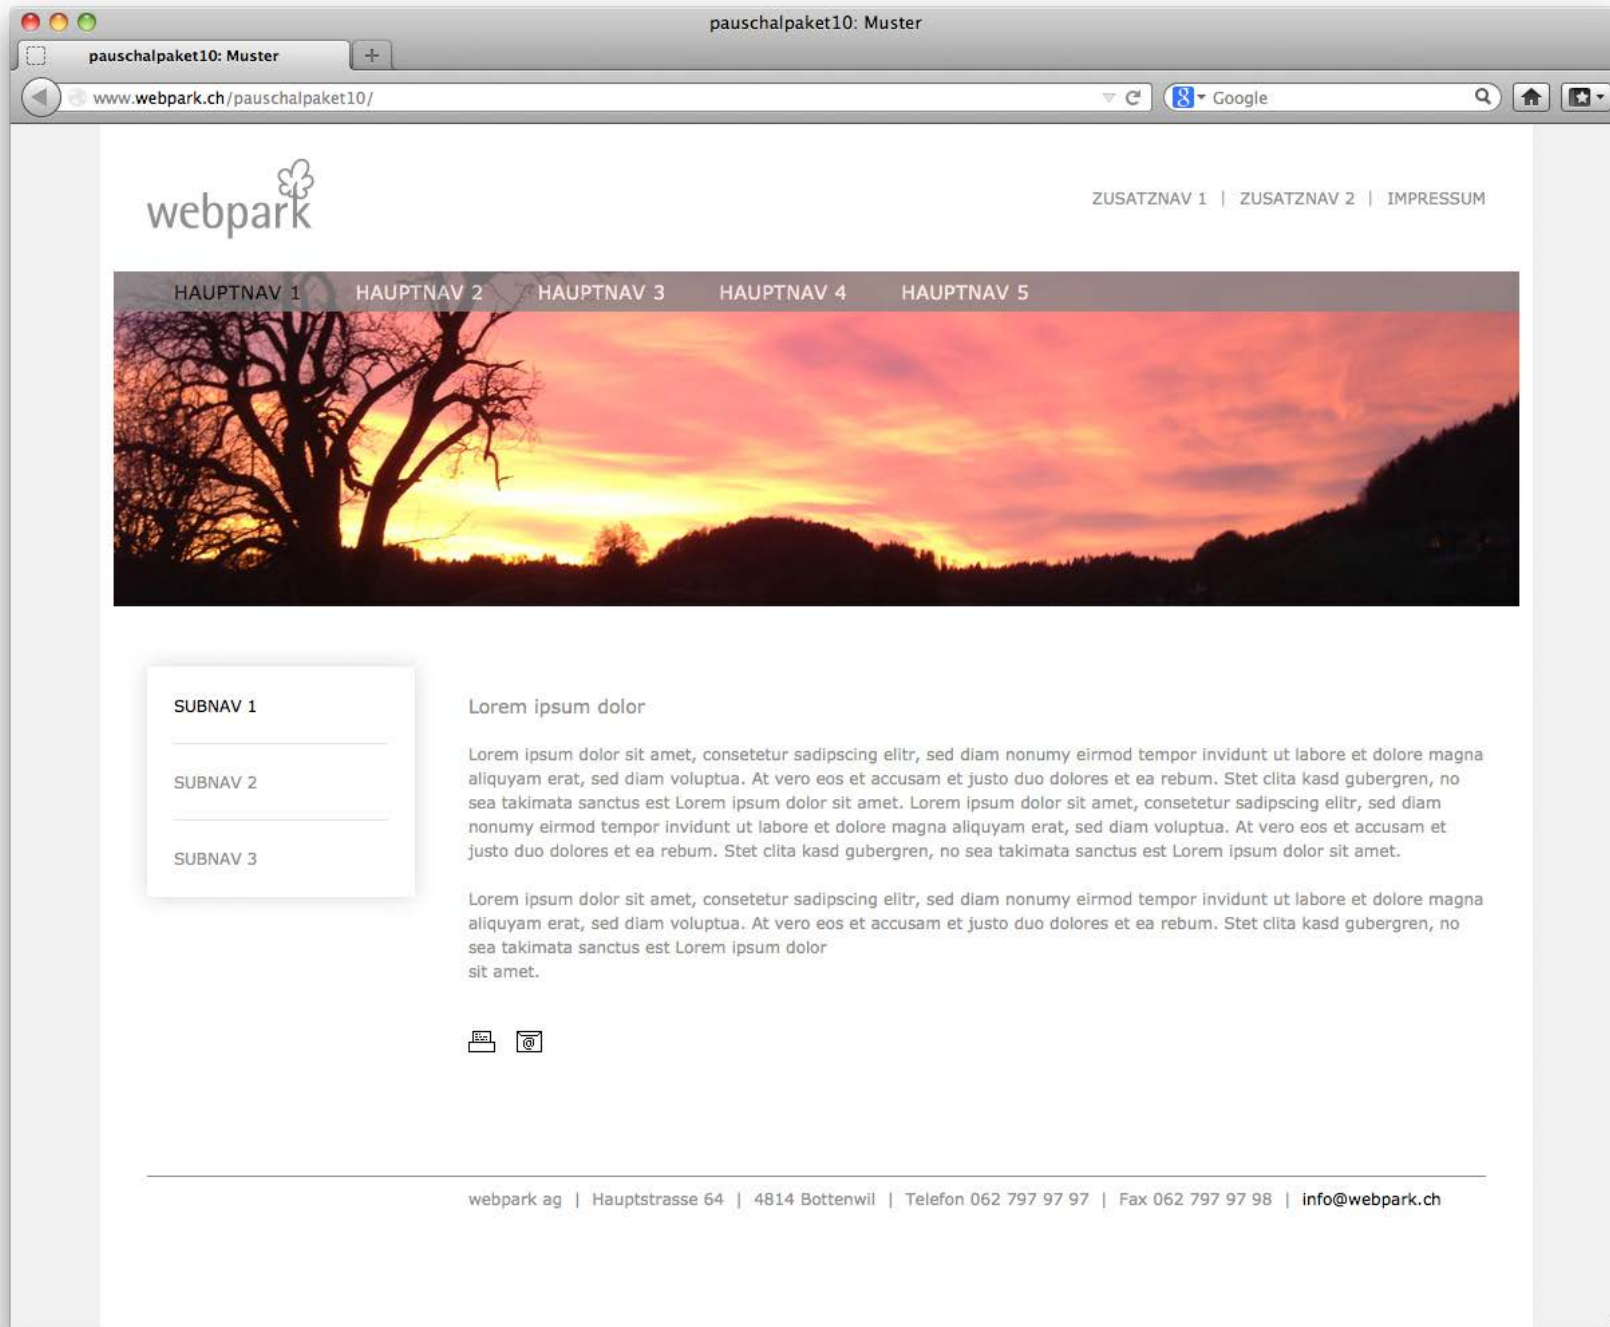 pauschalpaket10: Muster
pauschalpaket10: Muster
www.webpark.ch/pauschalpaket10/
Google
webpark
ZUSATZNAV 1 | ZUSATZNAV 2 | IMPRESSUM
HAUPTNAV 1 HAUPTNAV 2 HAUPTNAV 3 HAUPTNAV 4 HAUPTNAV 5
SUBNAV 1
SUBNAV 2
SUBNAV 3
Lorem ipsum dolor
Lorem ipsum dolor sit amet, consetetur sadipscing elitr, sed diam nonumy eirmod tempor invidunt ut labore et dolore magna
aliquyam erat, sed diam voluptua. At vero eos et accusam et justo duo dolores et ea rebum. Stet clita kasd gubergren, no
sea takimata sanctus est Lorem ipsum dolor sit amet. Lorem ipsum dolor sit amet, consetetur sadipscing elitr, sed diam
nonumy eirmod tempor invidunt ut labore et dolore magna aliquyam erat, sed diam voluptua. At vero eos et accusam et
justo duo dolores et ea rebum. Stet clita kasd gubergren, no sea takimata sanctus est Lorem ipsum dolor sit amet.
Lorem ipsum dolor sit amet, consetetur sadipscing elitr, sed diam nonumy eirmod tempor invidunt ut labore et dolore magna
aliquyam erat, sed diam voluptua. At vero eos et accusam et justo duo dolores et ea rebum. Stet clita kasd gubergren, no
sea takimata sanctus est Lorem ipsum dolor
sit amet.
webpark ag | Hauptstrasse 64 | 4814 Bottenwil | Telefon 062 797 97 97 | Fax 062 797 97 98 | info@webpark.ch